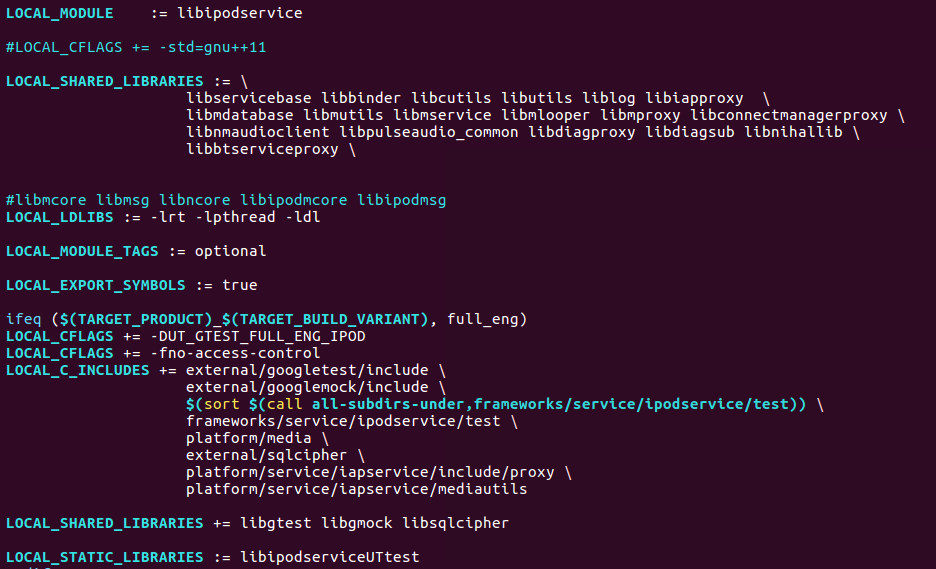 LOCAL_MODULE    := libipodservice
#LOCAL_CFLAGS += -std=gnu++11
LOCAL_SHARED_LIBRARIES := \
libservicebase libbinder libcutils libutils liblog libiapproxy  \
libmdatabase libmutils libmservice libmlooper libmproxy libconnectmanagerproxy \
libnmaudioclient libpulseaudio_common libdiagproxy libdiagsub libnihallib \
libbtserviceproxy \
#libmcore libmsg libncore libipodmcore libipodmsg
LOCAL_LDLIBS := -lrt -lpthread -ldl
LOCAL_MODULE_TAGS := optional
LOCAL_EXPORT_SYMBOLS := true
ifeq ($(TARGET_PRODUCT)_$(TARGET_BUILD_VARIANT), full_eng)
LOCAL_CFLAGS += -DUT_GTEST_FULL_ENG_IPOD
LOCAL_CFLAGS += -fno-access-control
LOCAL_C_INCLUDES += external/googletest/include \
external/googlemock/include \
$(sort $(call all-subdirs-under,frameworks/service/ipodservice/test)) \
frameworks/service/ipodservice/test \
platform/media \
external/sqlcipher \
platform/service/iapservice/include/proxy \
platform/service/iapservice/mediautils
LOCAL_SHARED_LIBRARIES += libgtest libgmock libsqlcipher
LOCAL_STATIC_LIBRARIES := libipodserviceUTtest